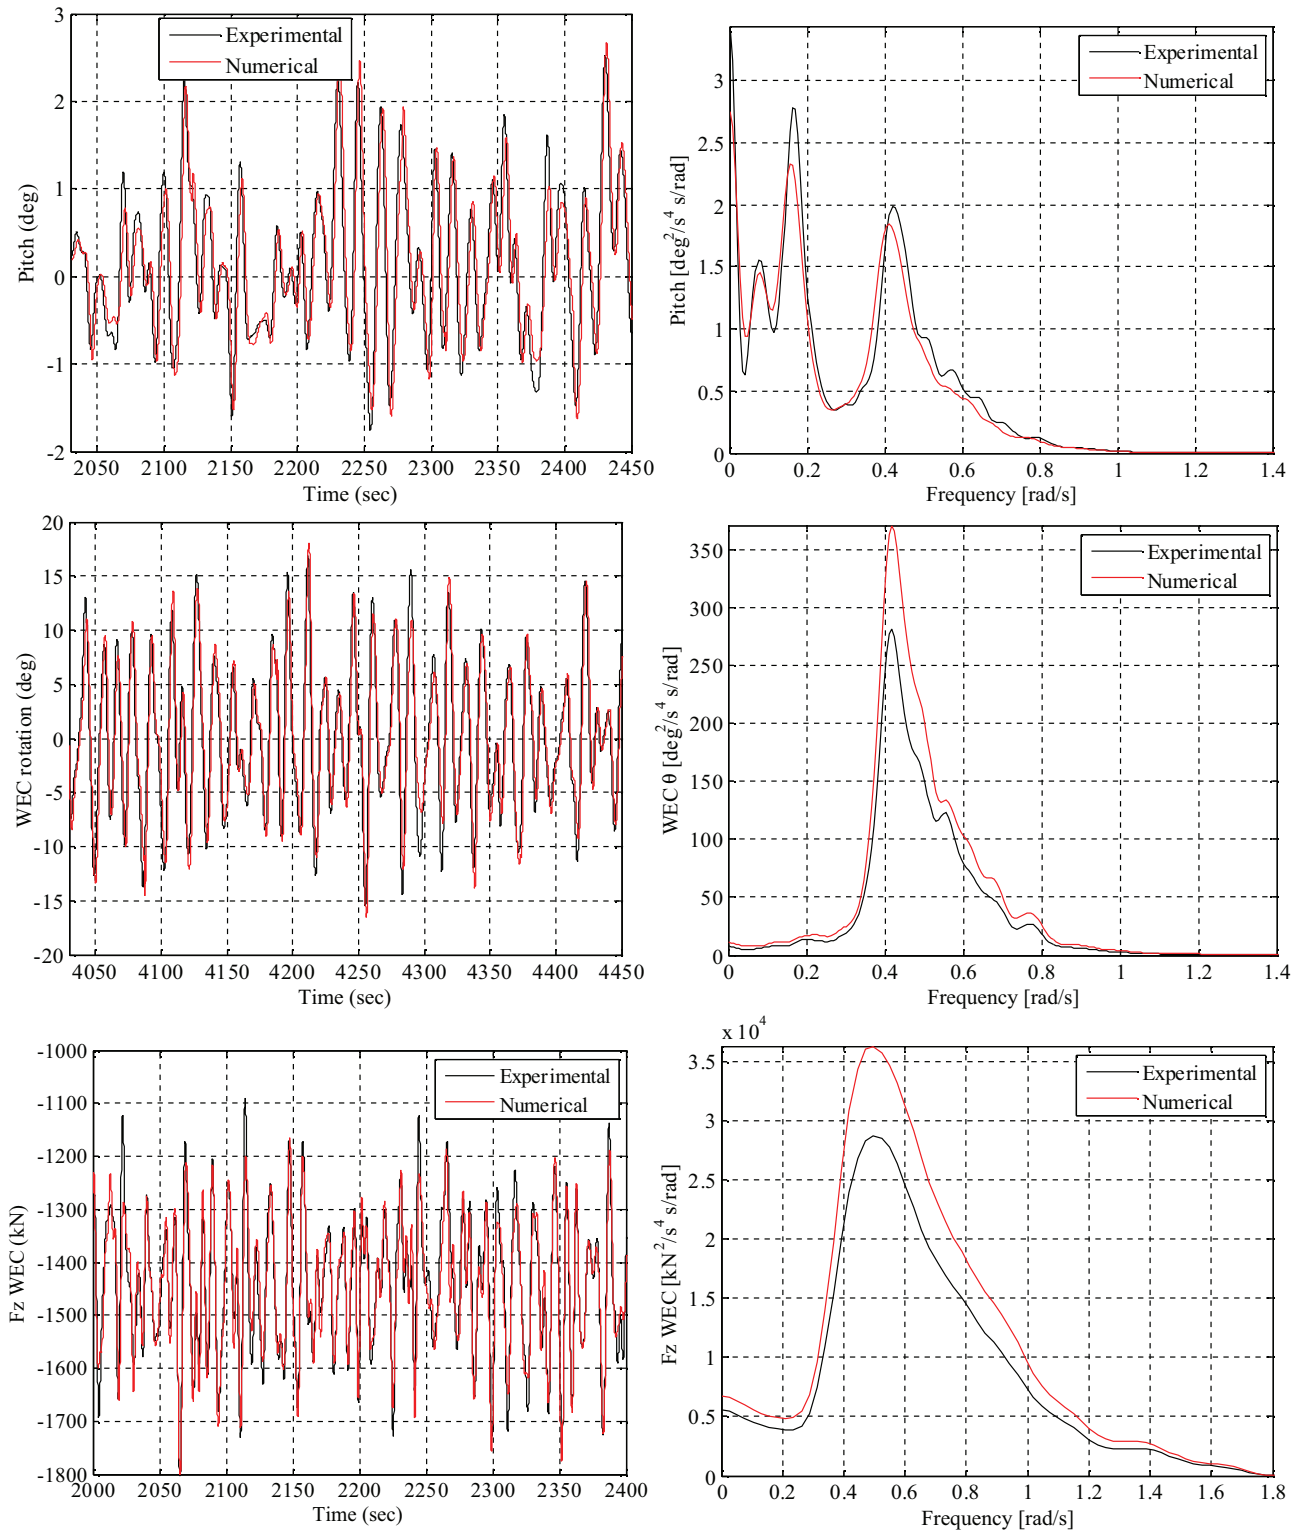 3
2
1
0
-1
-2
Pitch (deg)
Experimental
Numerical
2050 2100 2150 2200 2250 2300 2350 2400 2450
Time (sec)
3
2.5
2
1.5
1
0.5
0
Pitch [deg²/s⁴ s/rad]
Experimental
Numerical
0 0.2 0.4 0.6 0.8 1 1.2 1.4
Frequency [rad/s]
20
15
10
5
0
-5
-10
-15
-20
WEC rotation (deg)
4050 4100 4150 4200 4250 4300 4350 4400 4450
Time (sec)
350
300
250
200
150
100
50
0
WEC θ [deg²/s⁴ s/rad]
Experimental
Numerical
0 0.2 0.4 0.6 0.8 1 1.2 1.4
Frequency [rad/s]
-1000
-1100
-1200
-1300
-1400
-1500
-1600
-1700
-1800
Fz WEC (kN)
Experimental
Numerical
2000 2050 2100 2150 2200 2250 2300 2350 2400
Time (sec)
x 10⁴
3.5
3
2.5
2
1.5
1
0.5
0
Fz WEC [kN²/s⁴ s/rad]
Experimental
Numerical
0 0.2 0.4 0.6 0.8 1 1.2 1.4 1.6 1.8
Frequency [rad/s]